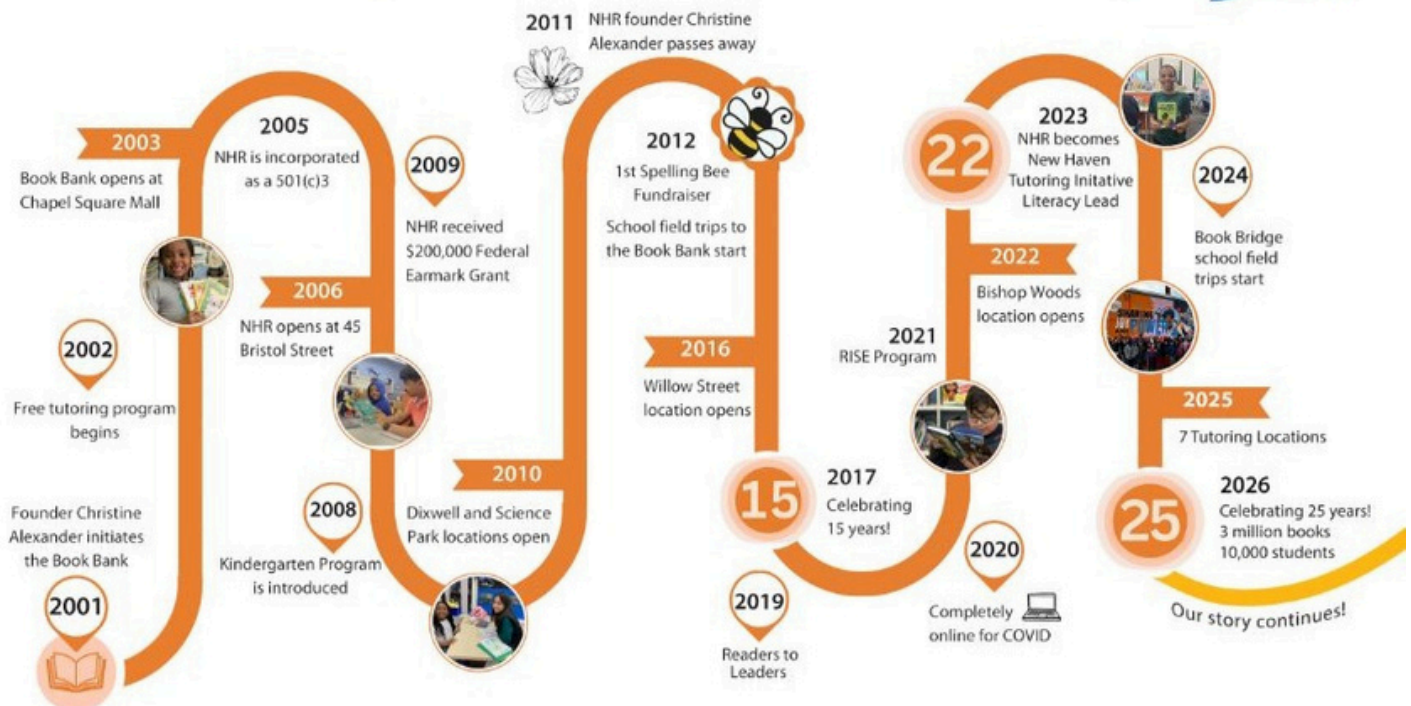 2001
Founder Christine
Alexander initiates
the Book Bank
2002
Free tutoring program
begins
2003
Book Bank opens at
Chapel Square Mall
2005
NHR is incorporated
as a 501(c)3
2006
NHR opens at 45
Bristol Street
2008
Kindergarten Program
is introduced
2009
NHR received
$200,000 Federal
Earmark Grant
2010
Dixwell and Science
Park locations open
2011
NHR founder Christine
Alexander passes away
2012
1st Spelling Bee
Fundraiser
School field trips to
the Book Bank start
2016
Willow Street
location opens
15
2017
Celebrating
15 years!
2019
Readers to
Leaders
2020
Completely
online for COVID
2021
RISE Program
2022
Bishop Woods
location opens
22
2023
NHR becomes
New Haven
Tutoring Initative
Literacy Lead
2024
Book Bridge
school field
trips start
2025
7 Tutoring Locations
25
2026
Celebrating 25 years!
3 million books
10,000 students
Our story continues!